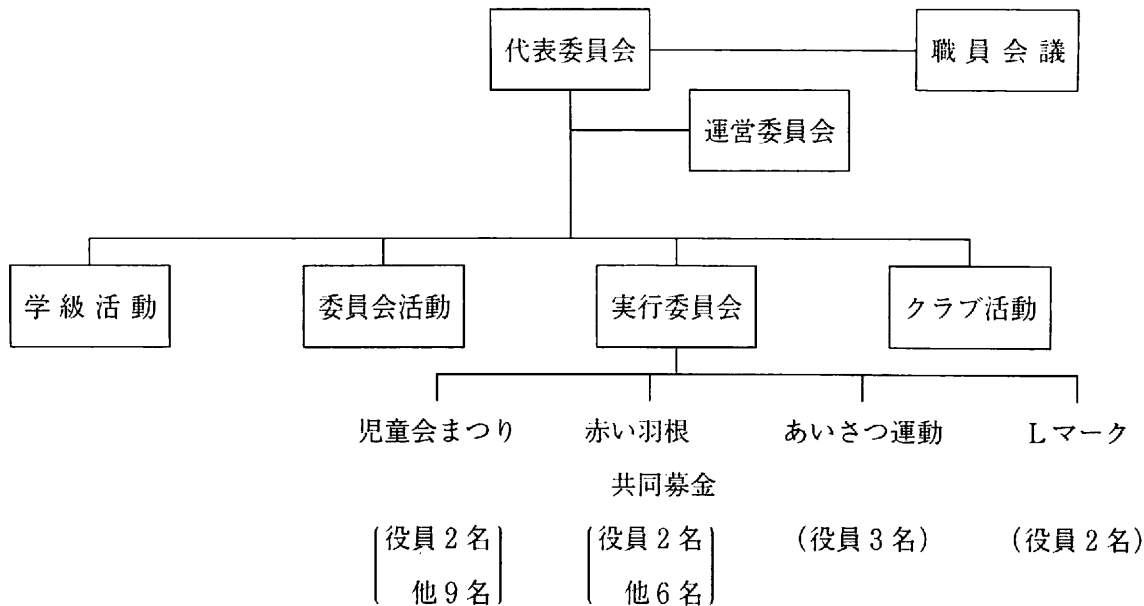 代表委員会
職員会議
運営委員会
学級活動
委員会活動
実行委員会
クラブ活動
児童会まつり
赤い羽根
共同募金
あいさつ運動
Lマーク
(役員2名
他9名)
(役員2名
他6名)
(役員3名)
(役員2名)